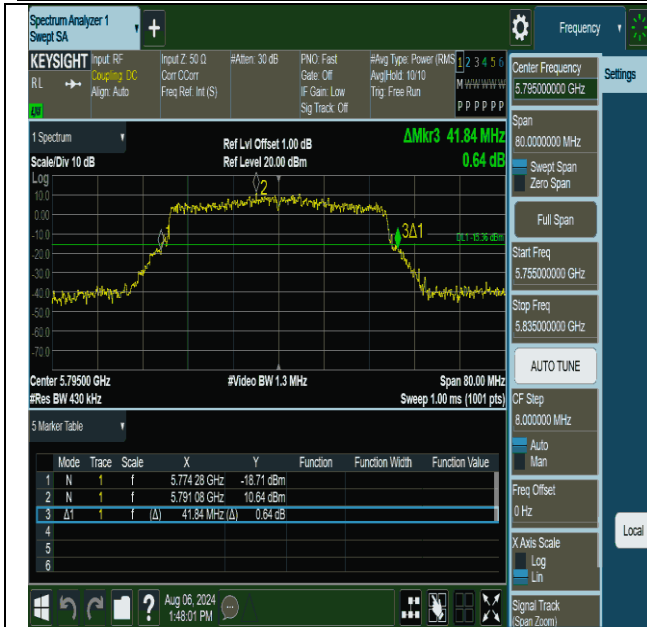 Spectrum Analyzer 1
Swept SA
Frequency
KEYSIGHT
RL
Input: RF
Coupling: DC
Align: Auto
Input Z: 50 Ω
Corr CCorr
Freq Ref: Int (S)
#Atten: 30 dB
PNO: Fast
Gate: Off
IF Gain: Low
Sig Track: Off
#Avg Type: Power (RMS
Avg|Hold: 10/10
Trig: Free Run
1 2 3 4 5 6
M W W W W W
P P P P P P
LXI
1 Spectrum
Scale/Div 10 dB
Log
Ref Lvl Offset 1.00 dB
Ref Level 20.00 dBm
ΔMkr3 41.84 MHz
0.64 dB
10.0
0.00
-10.0
-20.0
-30.0
-40.0
-50.0
-60.0
-70.0
2
3Δ1
Center 5.79500 GHz
#Res BW 430 kHz
#Video BW 1.3 MHz
Span 80.00 MHz
Sweep 1.00 ms (1001 pts)
5 Marker Table
Mode Trace Scale X Y Function Function Width Function Value
1 N 1 f 5.774 28 GHz -18.71 dBm
2 N 1 f 5.791 08 GHz 10.64 dBm
3 Δ1 1 f (Δ) 41.84 MHz (Δ) 0.64 dB
4
5
6
Aug 06, 2024
1:48:01 PM
Center Frequency
5.795000000 GHz
Settings
Span
80.0000000 MHz
Swept Span
Zero Span
Full Span
Start Freq
5.755000000 GHz
Stop Freq
5.835000000 GHz
AUTO TUNE
CF Step
8.000000 MHz
Auto
Man
Freq Offset
0 Hz
Local
X Axis Scale
Log
Lin
Signal Track
(Span Zoom)